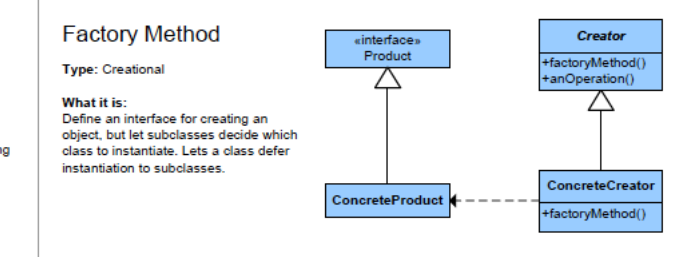 Factory Method
Type: Creational
What it is:
Define an interface for creating an
object, but let subclasses decide which
class to instantiate. Lets a class defer
instantiation to subclasses.
«interface»
Product
Creator
+factoryMethod()
+anOperation()
ConcreteProduct
ConcreteCreator
+factoryMethod()